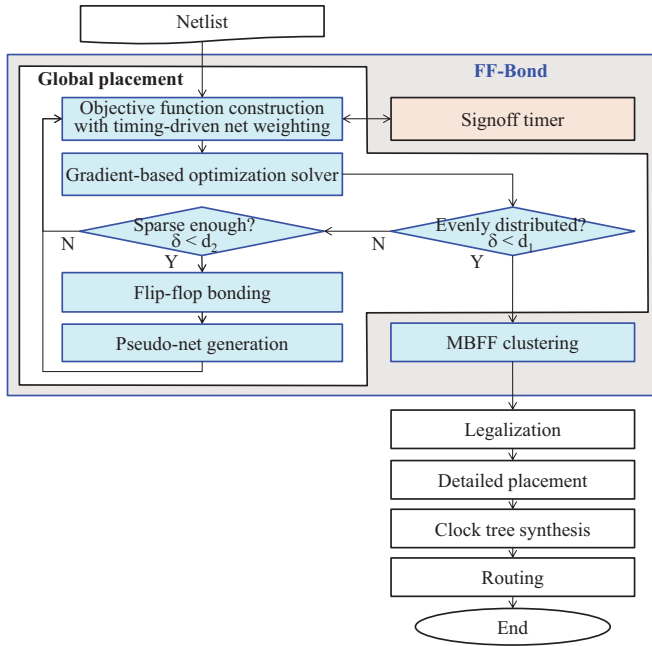 Netlist
Global placement
FF-Bond
Objective function construction
with timing-driven net weighting
Signoff timer
Gradient-based optimization solver
Sparse enough?
δ < d₂
Evenly distributed?
δ < d₁
N
N
Y
Y
Flip-flop bonding
Pseudo-net generation
MBFF clustering
Legalization
Detailed placement
Clock tree synthesis
Routing
End